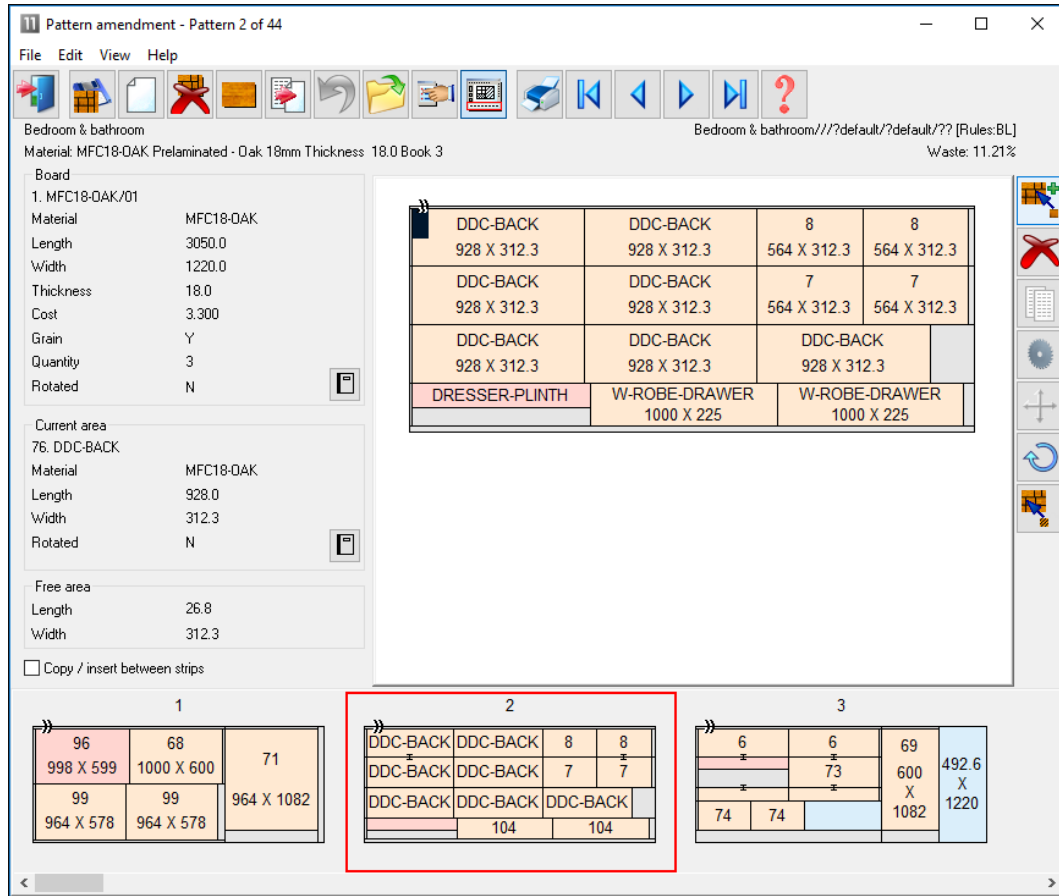 Pattern amendment - Pattern 2 of 44
File Edit View Help
Bedroom & bathroom
Bedroom & bathroom///?default/?default/?? [Rules:BL]
Material: MFC18-OAK Prelaminated - Oak 18mm Thickness 18.0 Book 3
Waste: 11.21%
Board
1. MFC18-OAK/01
Material MFC18-OAK
Length 3050.0
Width 1220.0
Thickness 18.0
Cost 3.300
Grain Y
Quantity 3
Rotated N
Current area
76. DDC-BACK
Material MFC18-OAK
Length 928.0
Width 312.3
Rotated N
Free area
Length 26.8
Width 312.3
Copy / insert between strips
DDC-BACK DDC-BACK 8 8
928 X 312.3 928 X 312.3 564 X 312.3 564 X 312.3
DDC-BACK DDC-BACK 7 7
928 X 312.3 928 X 312.3 564 X 312.3 564 X 312.3
DDC-BACK DDC-BACK DDC-BACK
928 X 312.3 928 X 312.3 928 X 312.3
DRESSER-PLINTH W-ROBE-DRAWER W-ROBE-DRAWER
1000 X 225 1000 X 225
1
96 68
998 X 599 1000 X 600
71
964 X 1082
99 99
964 X 578 964 X 578
2
DDC-BACK DDC-BACK 8 8
DDC-BACK DDC-BACK 7 7
DDC-BACK DDC-BACK DDC-BACK
104 104
3
6 6
73
74 74
69
600
X
1082
492.6
X
1220